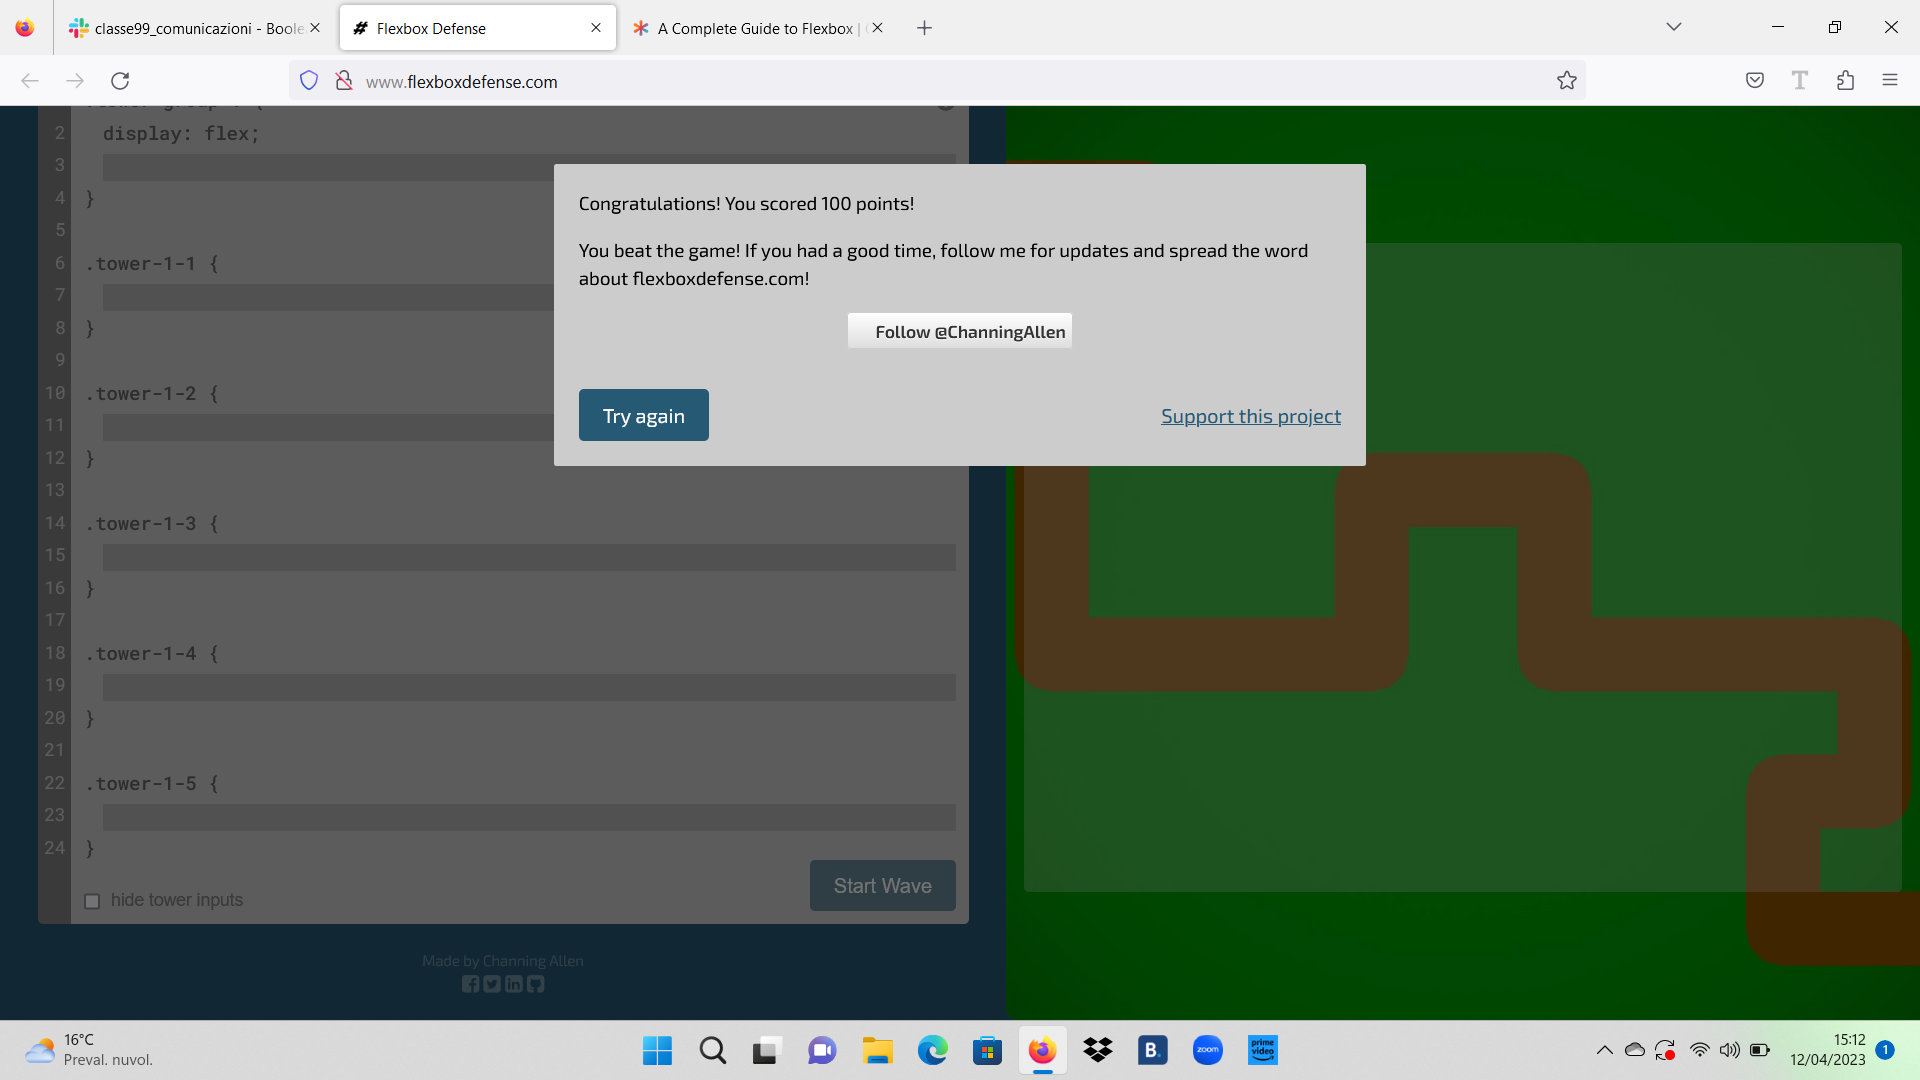 classe99_comunicazioni - Boole
Flexbox Defense
A Complete Guide to Flexbox |
www.flexboxdefense.com
2 display: flex;
3
4 }
5
6 .tower-1-1 {
7
8 }
9
10 .tower-1-2 {
11
12 }
13
14 .tower-1-3 {
15
16 }
17
18 .tower-1-4 {
19
20 }
21
22 .tower-1-5 {
23
24 }
hide tower inputs
Start Wave
Made by Channing Allen
Congratulations! You scored 100 points!
You beat the game! If you had a good time, follow me for updates and spread the word
about flexboxdefense.com!
Follow @ChanningAllen
Try again
Support this project
16°C
Preval. nuvol.
B.
zoom
prime
video
15:12
12/04/2023
1